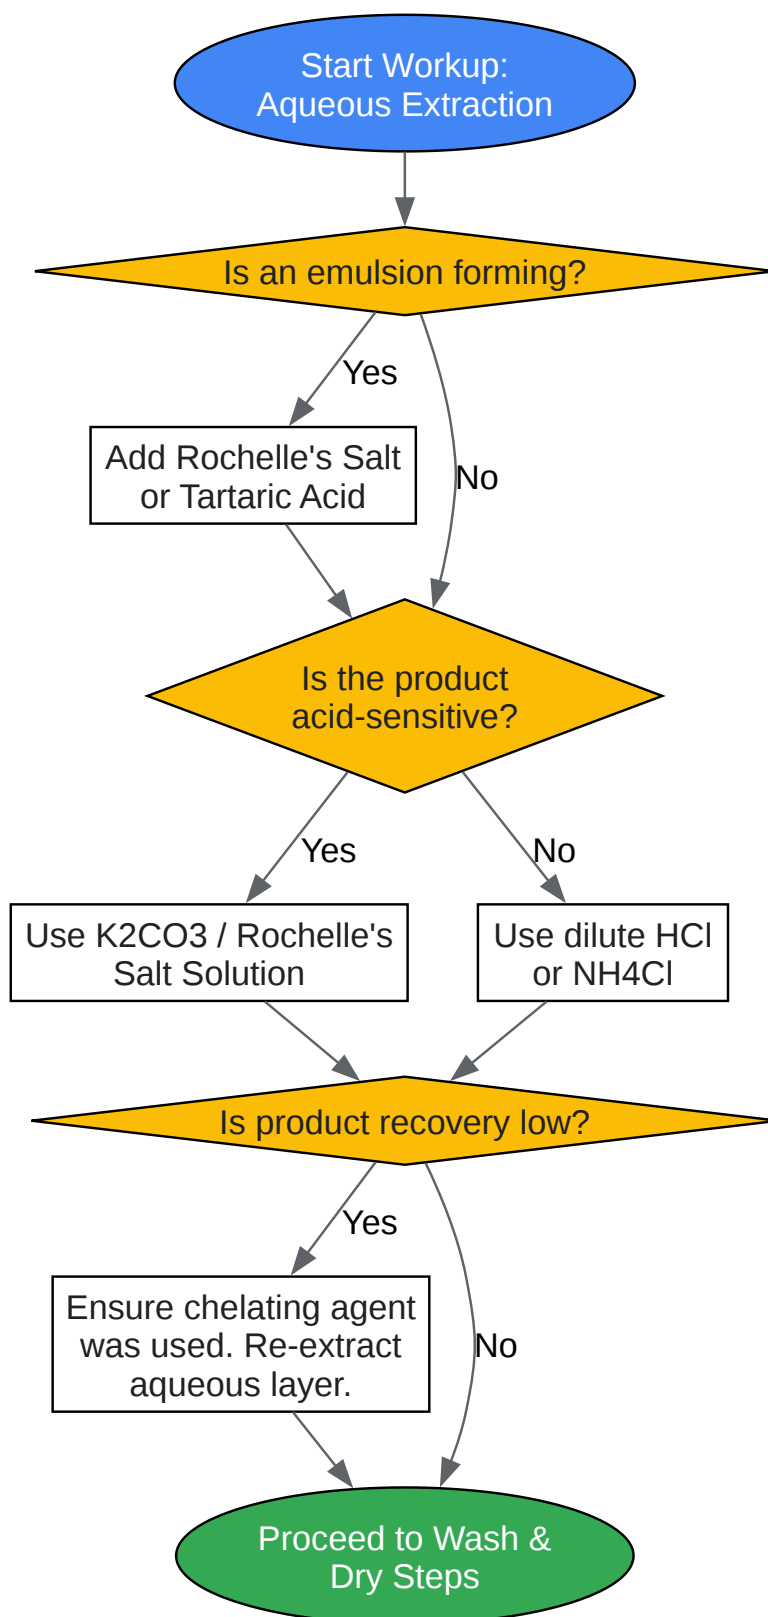 Start Workup:
Aqueous Extraction
Is an emulsion forming?
Yes
Add Rochelle's Salt
or Tartaric Acid
No
Is the product
acid-sensitive?
Yes
No
Use K2CO3 / Rochelle's
Salt Solution
Use dilute HCl
or NH4Cl
Is product recovery low?
Yes
Ensure chelating agent
was used. Re-extract
aqueous layer.
No
Proceed to Wash &
Dry Steps